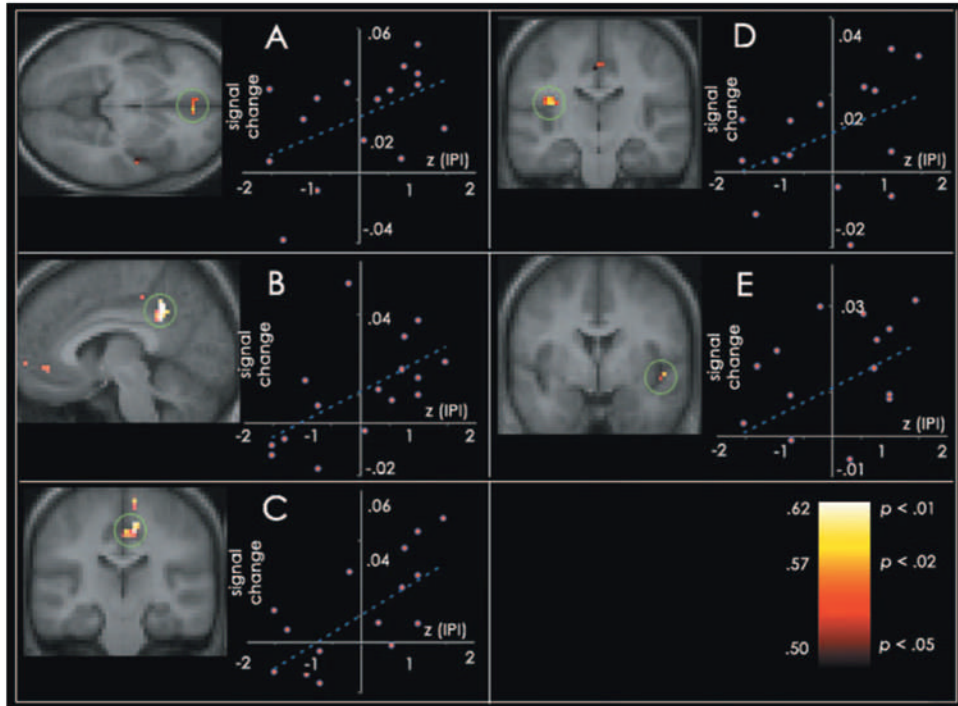 A
signal change
.06
.02
z (IPI)
-2 -1 1 2
-.04
B
signal change
.04
z (IPI)
-2 -1 1 2
-.02
C
signal change
.06
.04
z (IPI)
-2 -1 1 2
D
signal change
.04
.02
z (IPI)
-2 -1 1 2
-.02
E
signal change
.03
z (IPI)
-2 -1 1 2
-.01
.62 p < .01
.57 p < .02
.50 p < .05